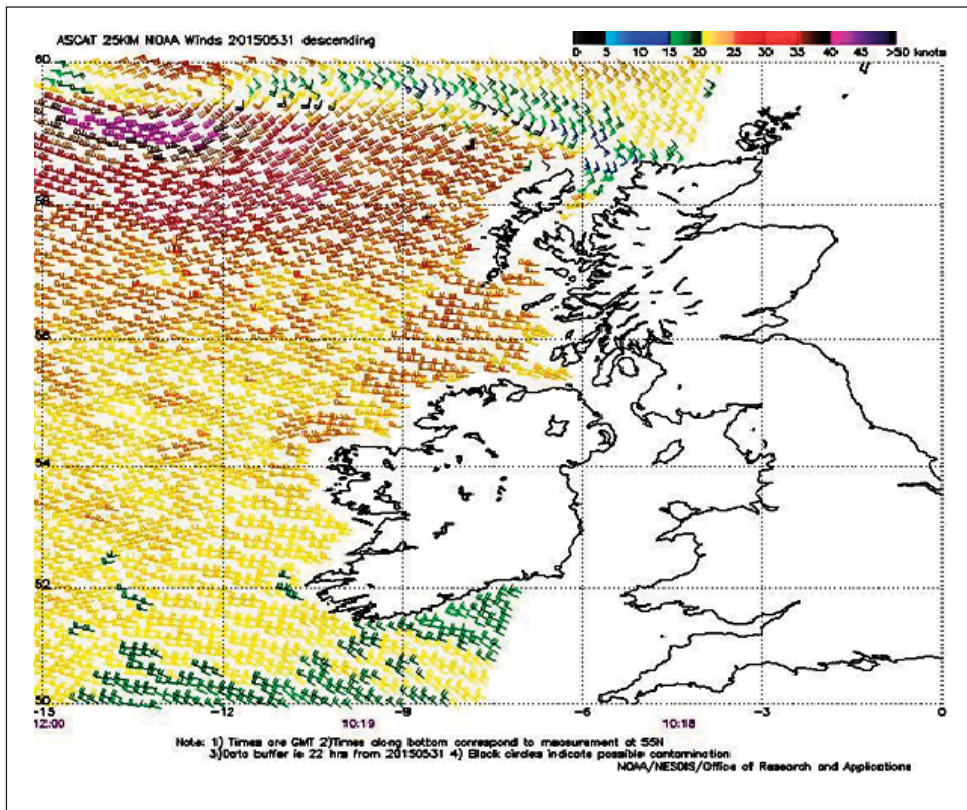 ASCAT 25KM NOAA Winds 20150531 descending
0 5 10 15 20 25 30 35 40 45 >50 knots
60
58
56
54
52
50
-15 -12 -9 -6 -3 0
12:00 10:19 10:18
Note: 1) Times are GMT 2)Times along bottom correspond to measurement at 55N
3)Data buffer is 22 hrs from 20150531 4) Black circles indicate possible contamination
NOAA/NESDIS/Office of Research and Applications